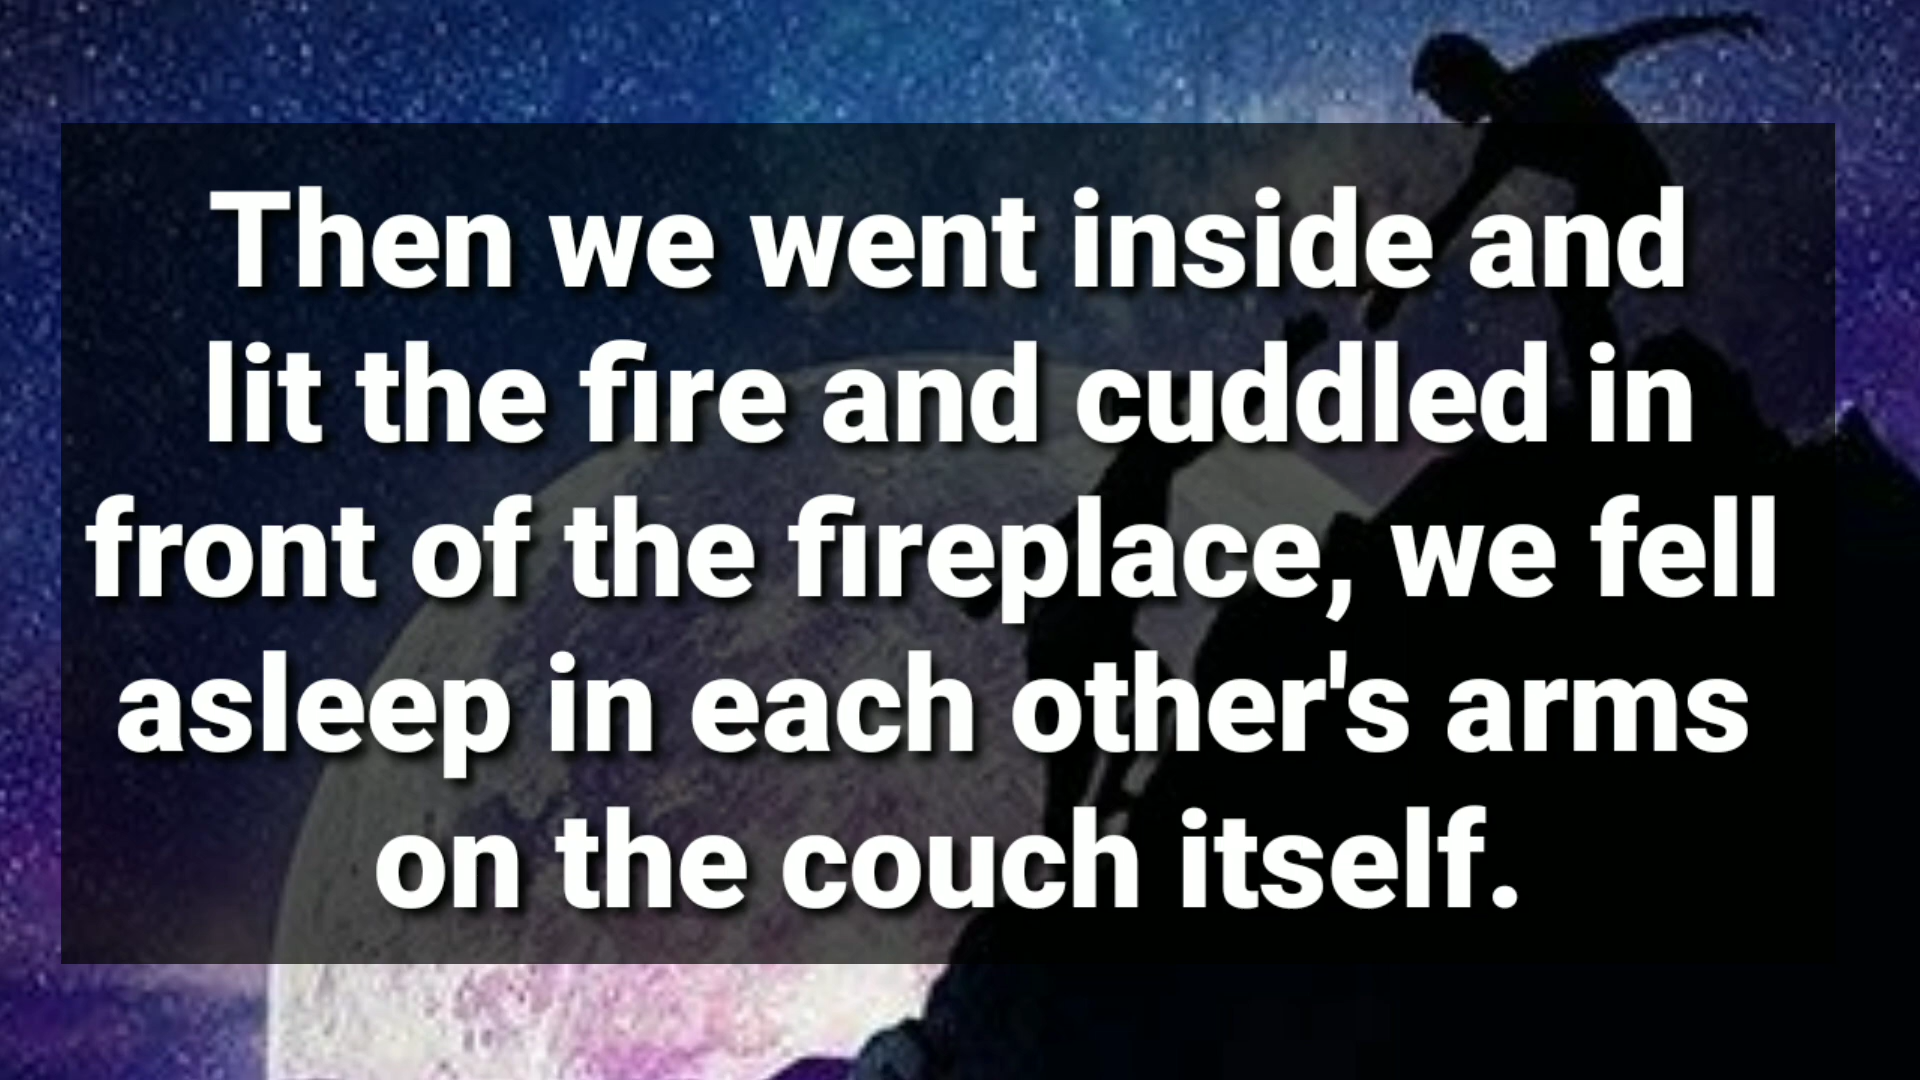 Then we went inside and
lit the fire and cuddled in
front of the fireplace, we fell
asleep in each other's arms
on the couch itself.